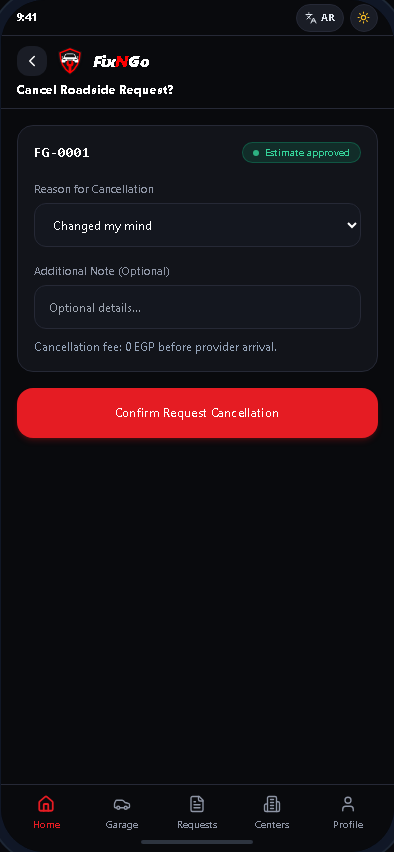 9:41
AR
FixNGo
Cancel Roadside Request?
FG-0001
Estimate approved
Reason for Cancellation
Changed my mind
Additional Note (Optional)
Optional details...
Cancellation fee: 0 EGP before provider arrival.
Confirm Request Cancellation
Home
Garage
Requests
Centers
Profile